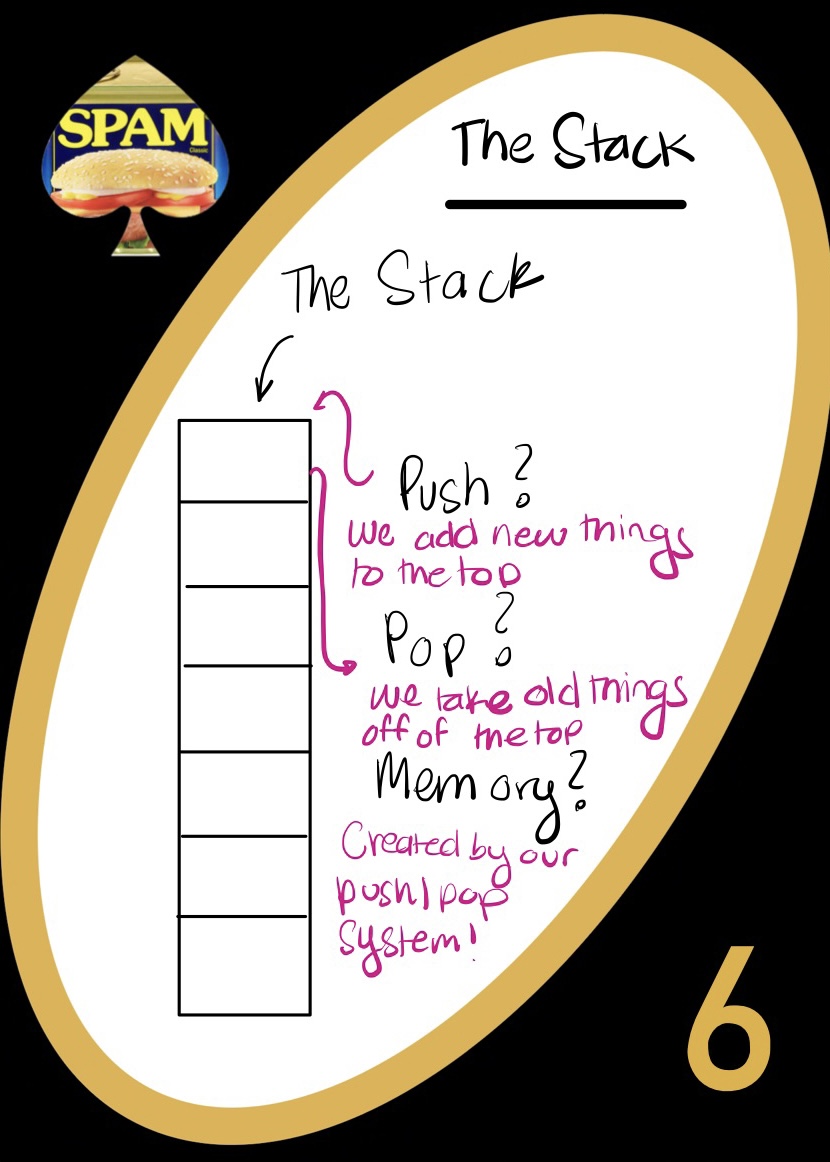 SPAM
Classic
The Stack
The Stack
Push?
We add new things
to the top
Pop?
We take old things
off of the top
Memory?
Created by our
push/pop
system!
6